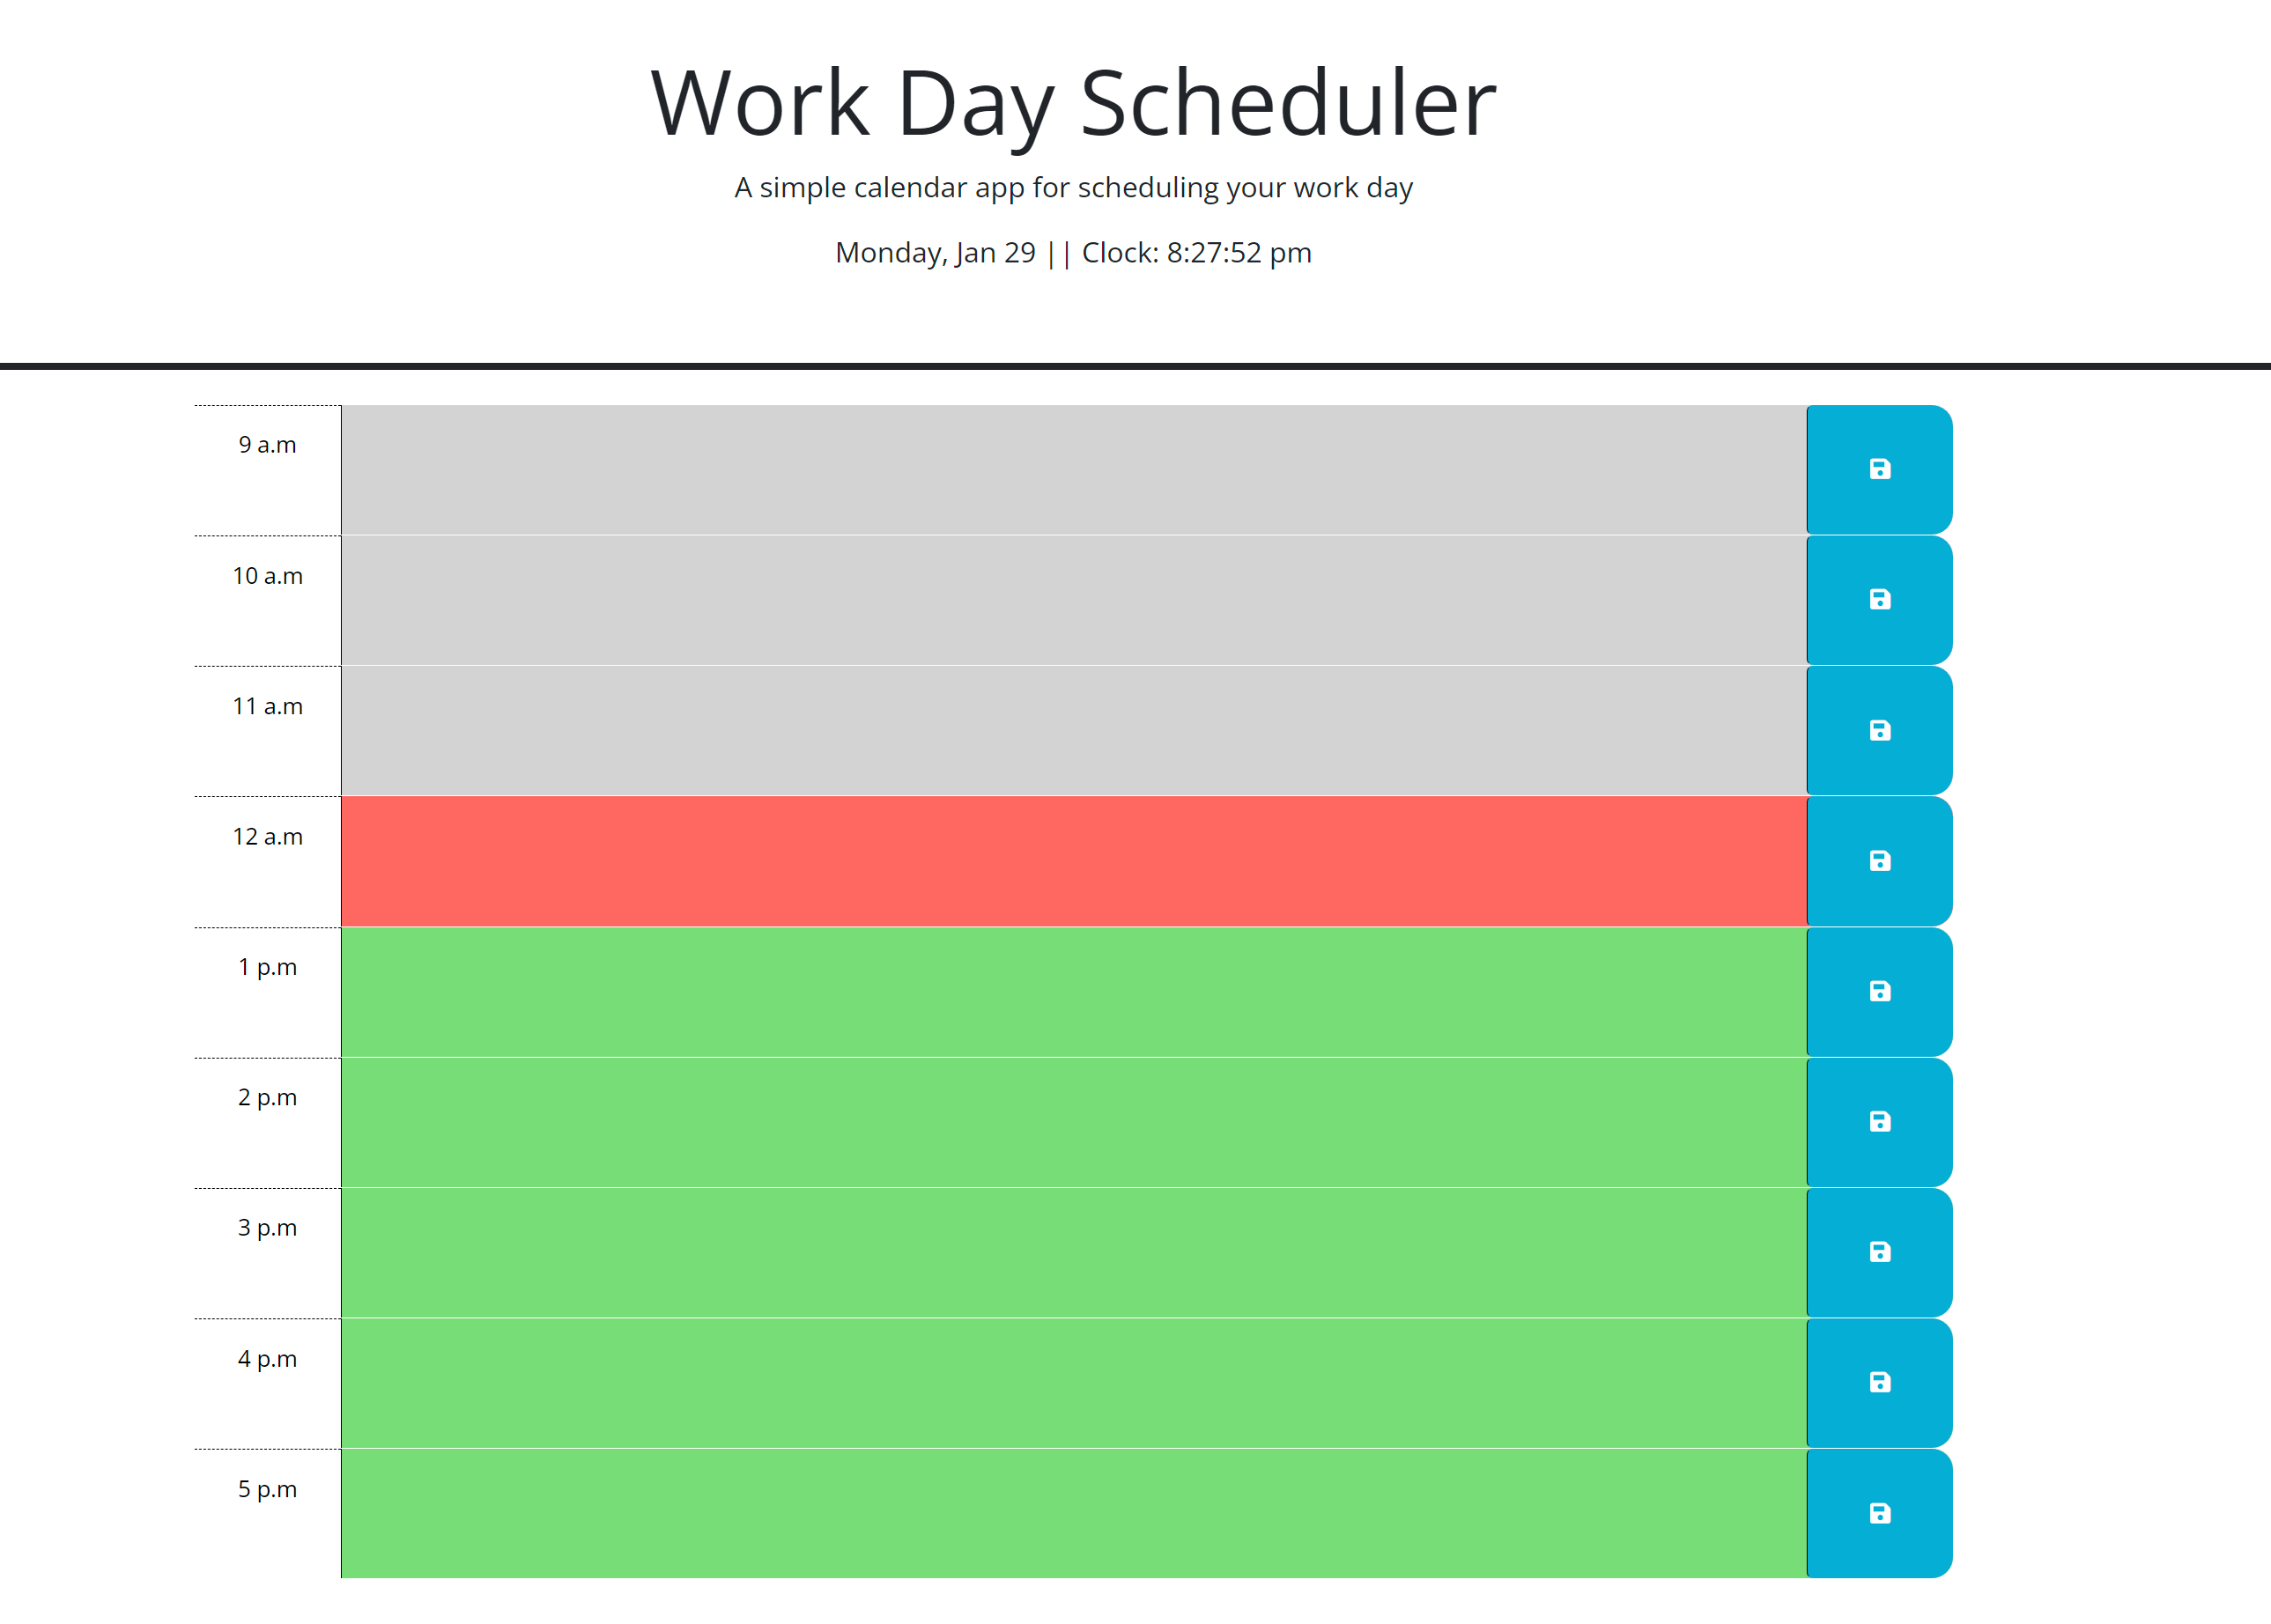 Work Day Scheduler
A simple calendar app for scheduling your work day
Monday, Jan 29 || Clock: 8:27:52 pm
9 a.m
10 a.m
11 a.m
12 a.m
1 p.m
2 p.m
3 p.m
4 p.m
5 p.m